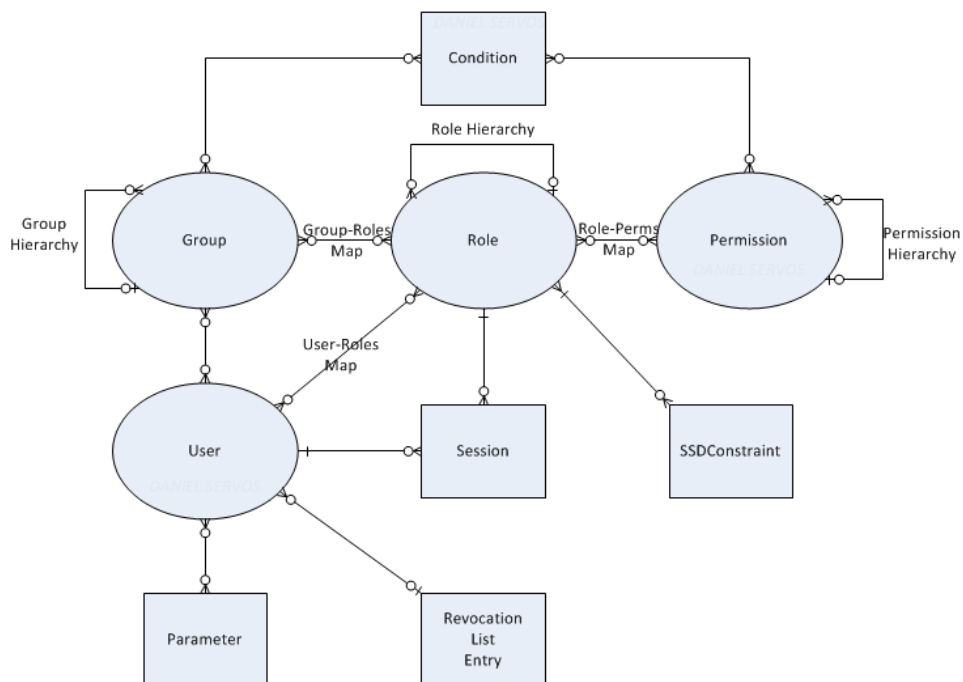 DANIEL SERVOS
Condition
Role Hierarchy
Group
Hierarchy
Group
Group-Roles
Map
Role
Role-Perms
Map
Permission
DANIEL SERVOS
Permission
Hierarchy
User-Roles
Map
User
DANIEL SERVOS
Session
SSDConstraint
Parameter
Revocation
List
Entry